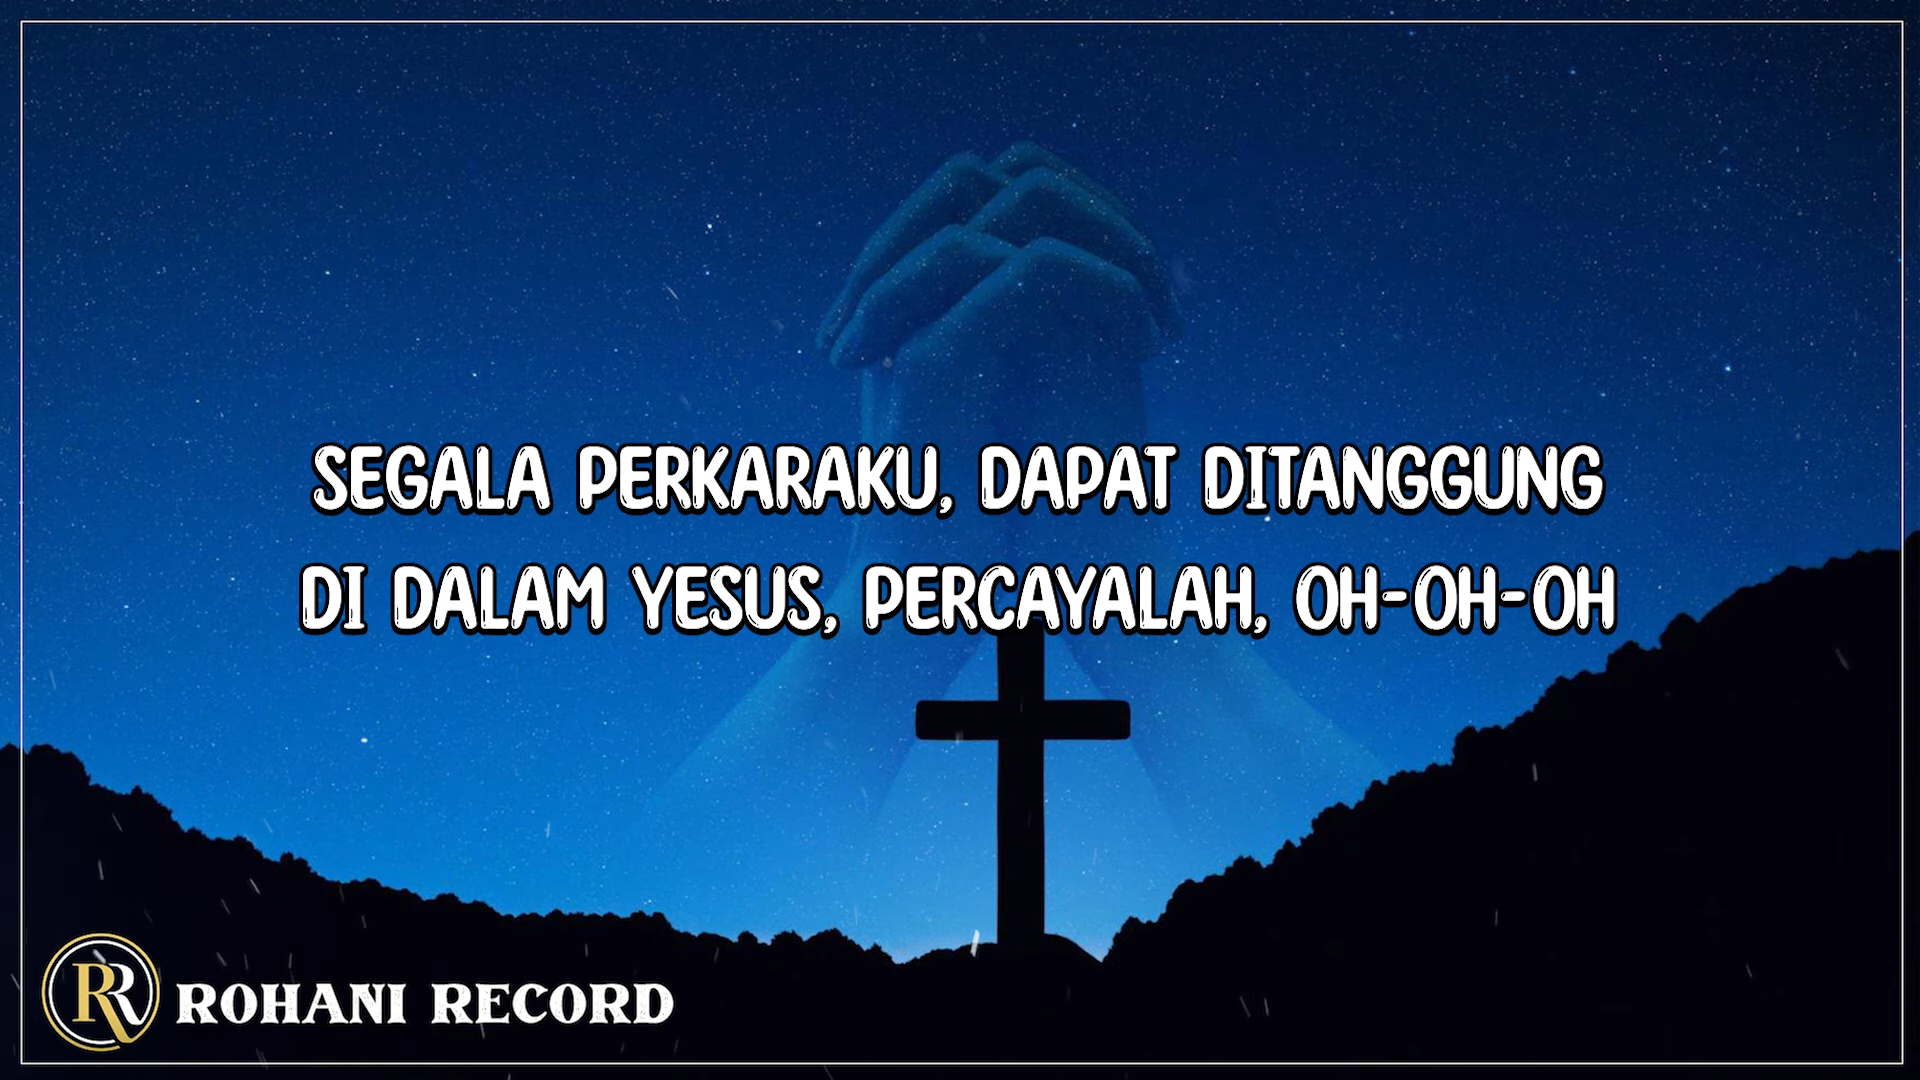 SEGALA PERKARAKU, DAPAT DITANGGUNG
DI DALAM YESUS, PERCAYALAH, OH-OH-OH
RR ROHANI RECORD